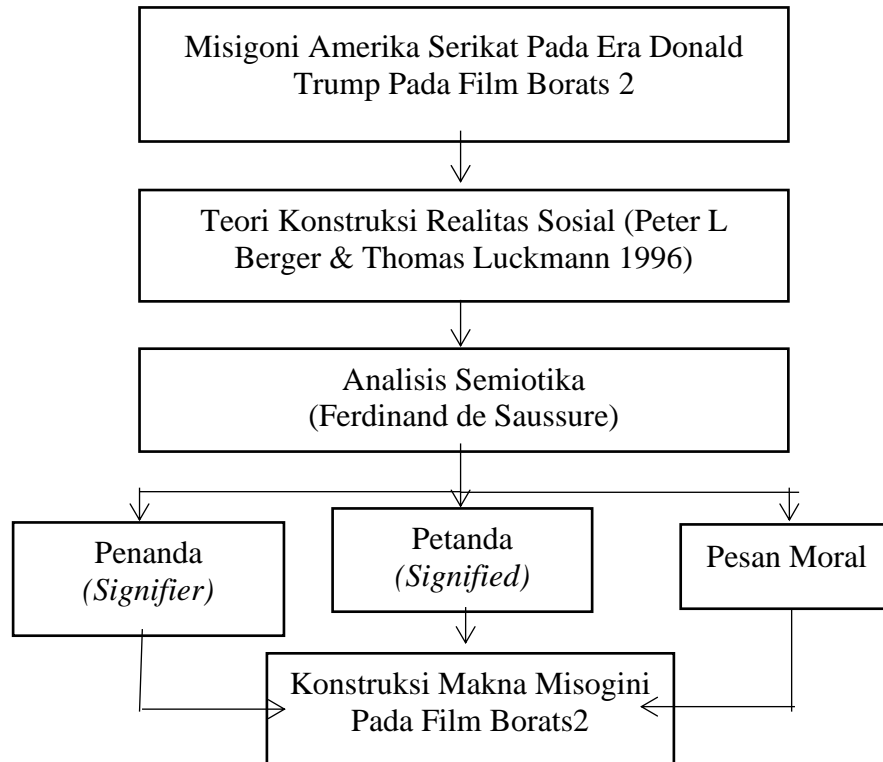 Misigoni Amerika Serikat Pada Era Donald
Trump Pada Film Borats 2
Teori Konstruksi Realitas Sosial (Peter L
Berger & Thomas Luckmann 1996)
Analisis Semiotika
(Ferdinand de Saussure)
Penanda
(Signifier)
Petanda
(Signified)
Pesan Moral
Konstruksi Makna Misogini
Pada Film Borats2